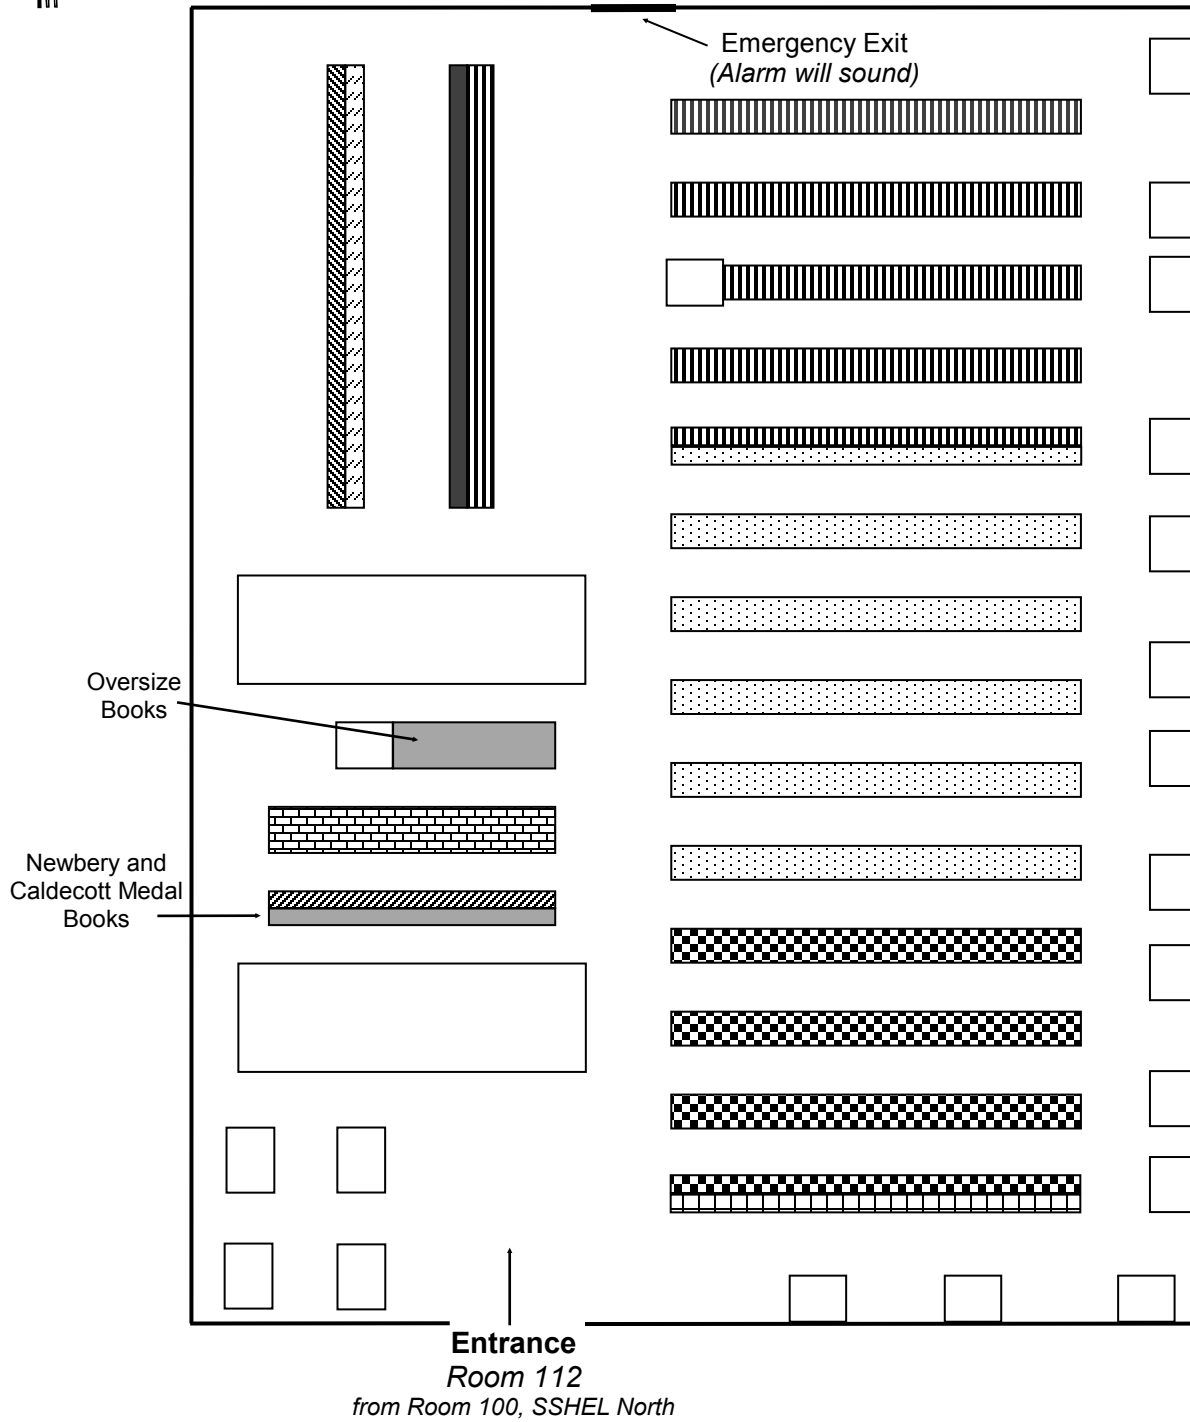 Emergency Exit
(Alarm will sound)
Oversize
Books
Newbery and
Caldecott Medal
Books
Entrance
Room 112
from Room 100, SSHEL North